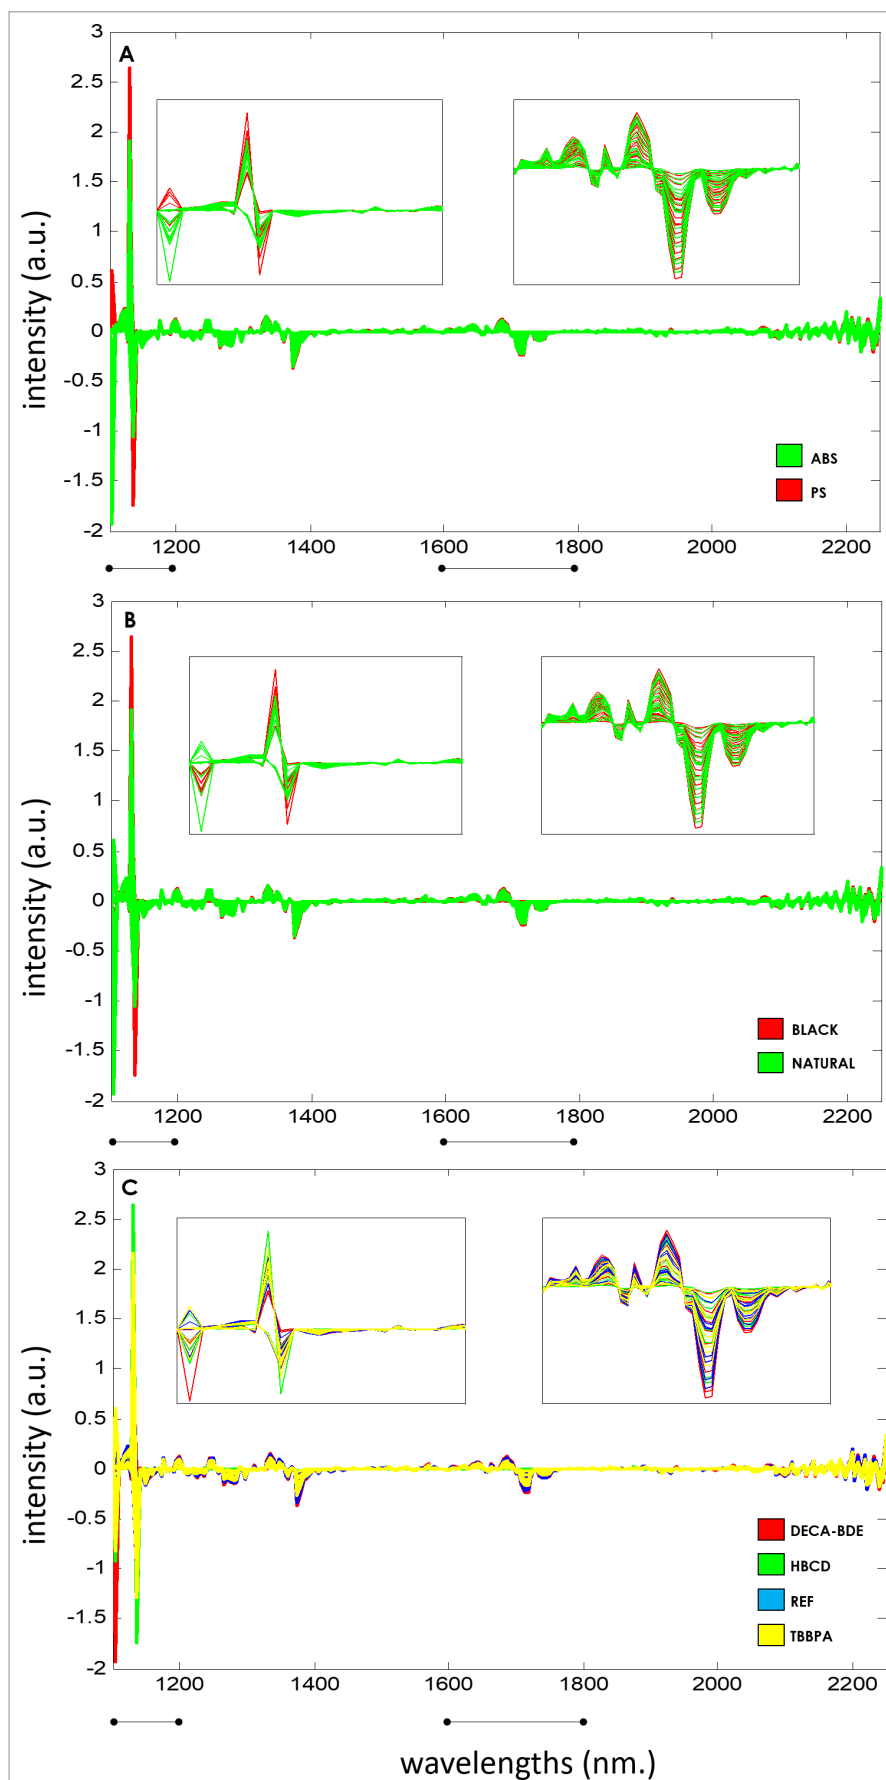 A
3
2.5
2
1.5
1
0.5
0
-0.5
-1
-1.5
-2
intensity (a.u.)
ABS
PS
1200 1400 1600 1800 2000 2200
B
3
2.5
2
1.5
1
0.5
0
-0.5
-1
-1.5
-2
intensity (a.u.)
BLACK
NATURAL
1200 1400 1600 1800 2000 2200
C
3
2.5
2
1.5
1
0.5
0
-0.5
-1
-1.5
-2
intensity (a.u.)
DECA-BDE
HBCD
REF
TBBPA
1200 1400 1600 1800 2000 2200
wavelengths (nm.)